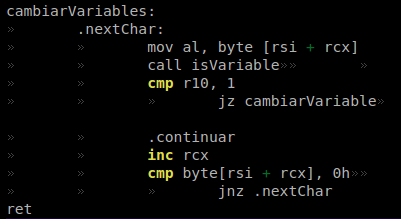 cambiarVariables:
»       .nextChar:
»       »       mov al, byte [rsi + rcx]
»       »       call isVariable»»       »
»       »       cmp r10, 1
»       »       »       jz cambiarVariable»

»       »       .continuar
»       »       inc rcx
»       »       cmp byte[rsi + rcx], 0h»»
»       »       »       jnz .nextChar
ret